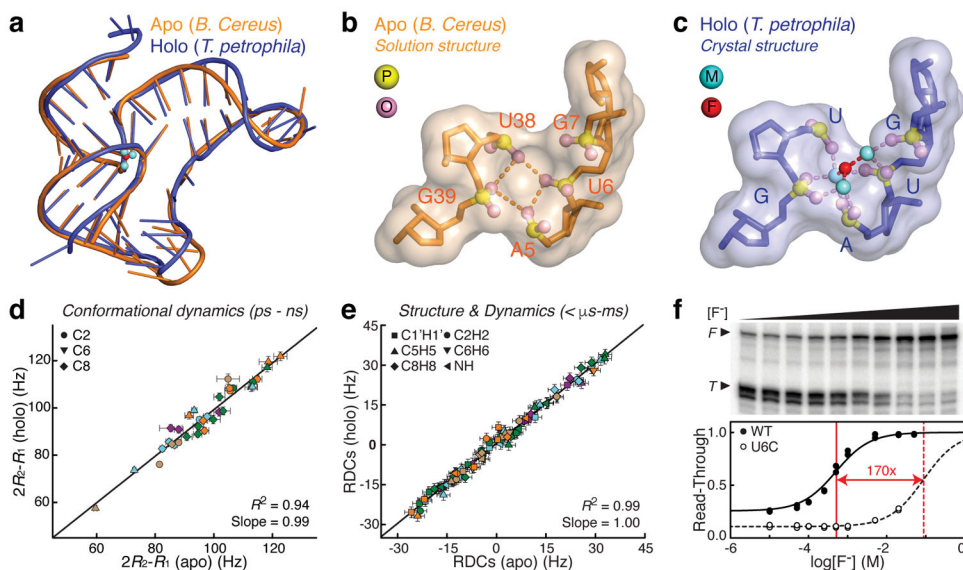 a
Apo (B. Cereus)
Holo (T. petrophila)
b
Apo (B. Cereus)
Solution structure
P
O
U38
G7
G39
U6
A5
c
Holo (T. petrophila)
Crystal structure
M
F
U
G
G
U
A
d
Conformational dynamics (ps - ns)
C2
C6
C8
2R2-R1 (holo) (Hz)
120
100
80
60
R2 = 0.94
Slope = 0.99
60 80 100 120
2R2-R1 (apo) (Hz)
e
Structure & Dynamics (< μs-ms)
C1'H1' C2H2
C5H5 C6H6
C8H8 NH
RDCs (holo) (Hz)
45
30
15
0
-15
-30
R2 = 0.99
Slope = 1.00
-30 -15 0 15 30 45
RDCs (apo) (Hz)
f
[F-]
F
T
WT
U6C
170x
Read-Through
1.0
0.5
0.0
-6 -4 -2 0
log[F-] (M)